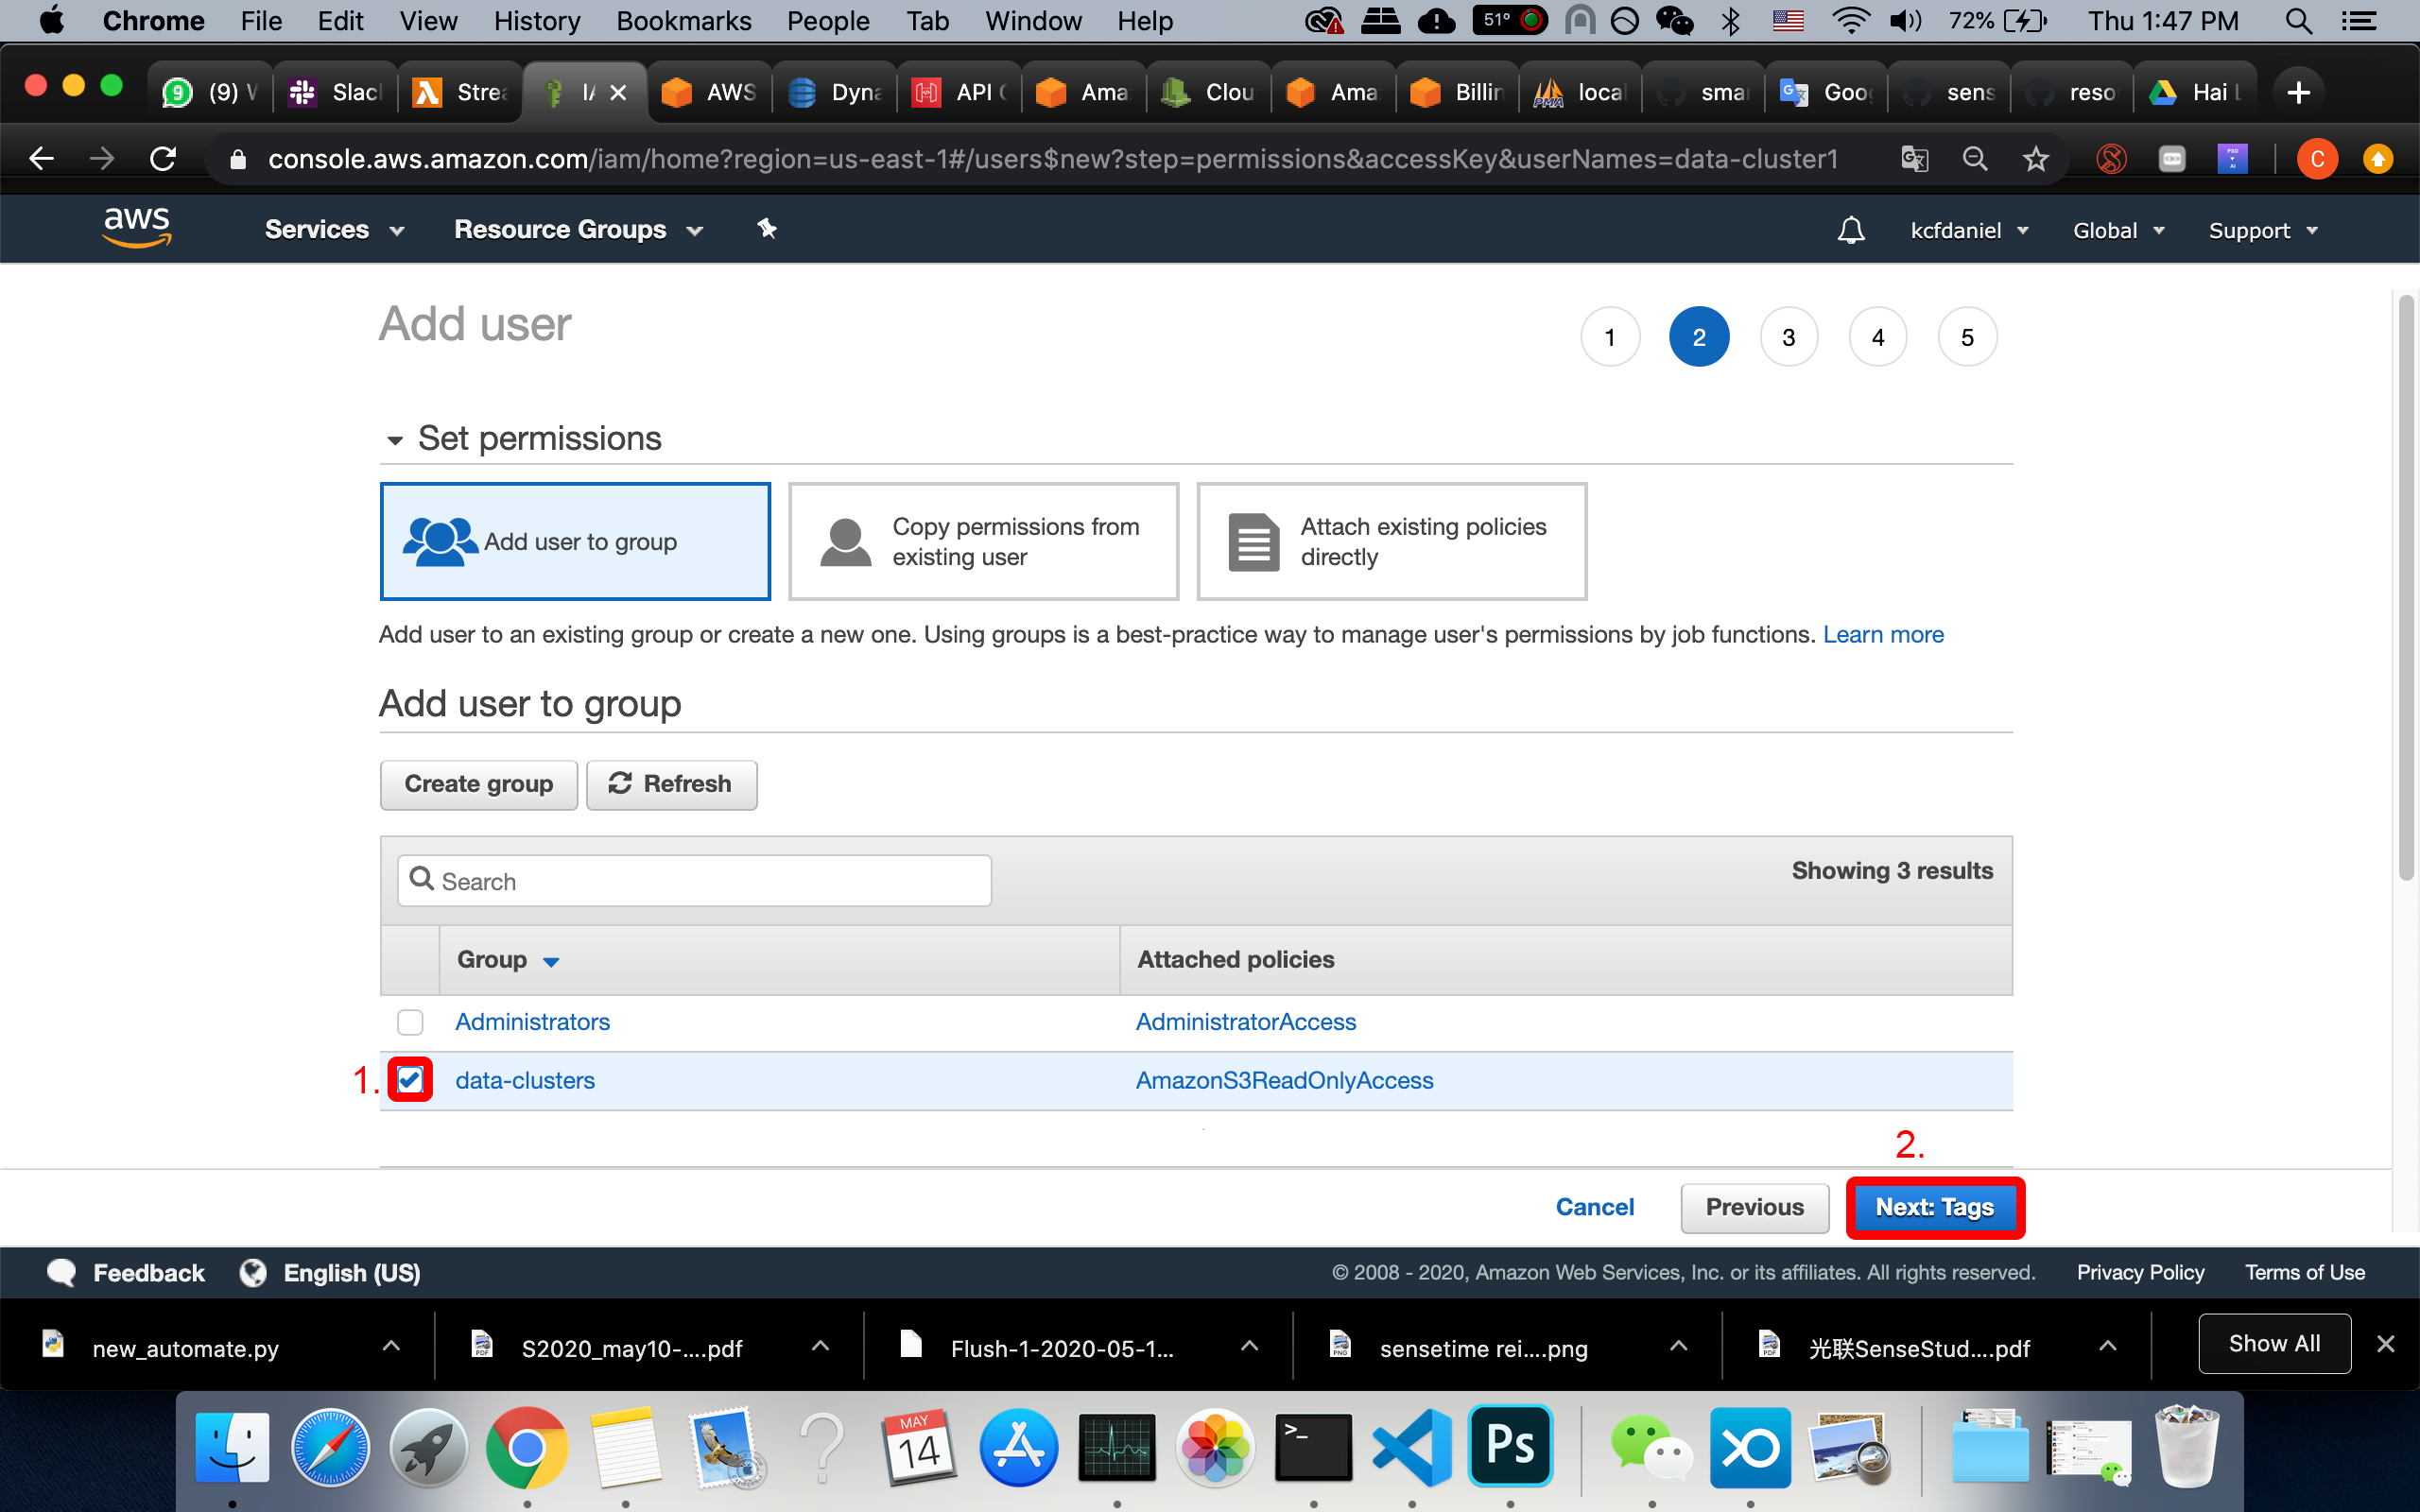 Chrome File Edit View History Bookmarks People Tab Window Help 51° 72% Thu 1:47 PM
9 (9) Slac Strea AWS Dyna API Ama Clou Ama Billin PMA local smar Goo sens reso Hai
console.aws.amazon.com/iam/home?region=us-east-1#/users$new?step=permissions&accessKey&userNames=data-cluster1 C
aws Services Resource Groups kcfdaniel Global Support
Add user 1 2 3 4 5
Set permissions
Add user to group
Copy permissions from
existing user
Attach existing policies
directly
Add user to an existing group or create a new one. Using groups is a best-practice way to manage user's permissions by job functions. Learn more
Add user to group
Create group Refresh
Search Showing 3 results
Group Attached policies
Administrators AdministratorAccess
1. data-clusters AmazonS3ReadOnlyAccess
2.
Cancel Previous Next: Tags
Feedback English (US) © 2008 - 2020, Amazon Web Services, Inc. or its affiliates. All rights reserved. Privacy Policy Terms of Use
new_automate.py S2020_may10-....pdf Flush-1-2020-05-1... sensetime rei....png 光联SenseStud....pdf Show All
MAY
14
Ps